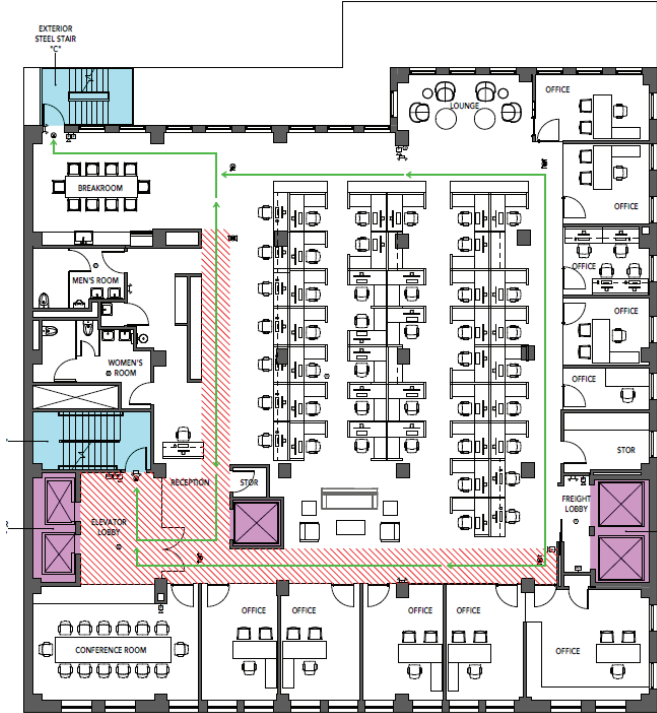 EXTERIOR
STEEL STAIR
"C"
OFFICE
LOUNGE
BREAKROOM
OFFICE
OFFICE
MEN'S ROOM
OFFICE
WOMEN'S
ROOM
OFFICE
STOR
RECEPTION
STOR
FREIGHT
LOBBY
ELEVATOR
LOBBY
OFFICE
OFFICE
OFFICE
OFFICE
CONFERENCE ROOM
OFFICE